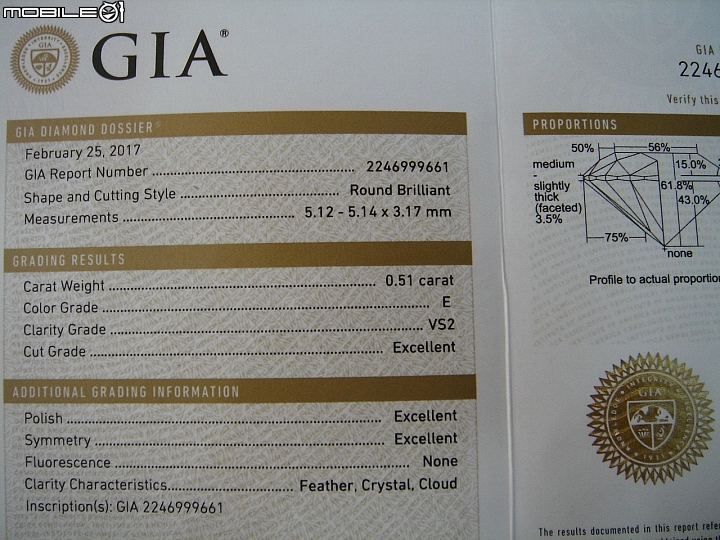 MOBILE01
GIA®
GIA DIAMOND DOSSIER®
February 25, 2017
GIA Report Number 2246999661
Shape and Cutting Style Round Brilliant
Measurements 5.12 - 5.14 x 3.17 mm
GRADING RESULTS
Carat Weight 0.51 carat
Color Grade E
Clarity Grade VS2
Cut Grade Excellent
ADDITIONAL GRADING INFORMATION
Polish Excellent
Symmetry Excellent
Fluorescence None
Clarity Characteristics Feather, Crystal, Cloud
Inscription(s): GIA 2246999661
GIA
2246
Verify this
PROPORTIONS
50% 56%
medium
-
slightly
thick
(faceted)
3.5%
15.0%
61.8%
43.0%
75%
none
Profile to actual proportion
GIA
1931
The results documented in this report refer